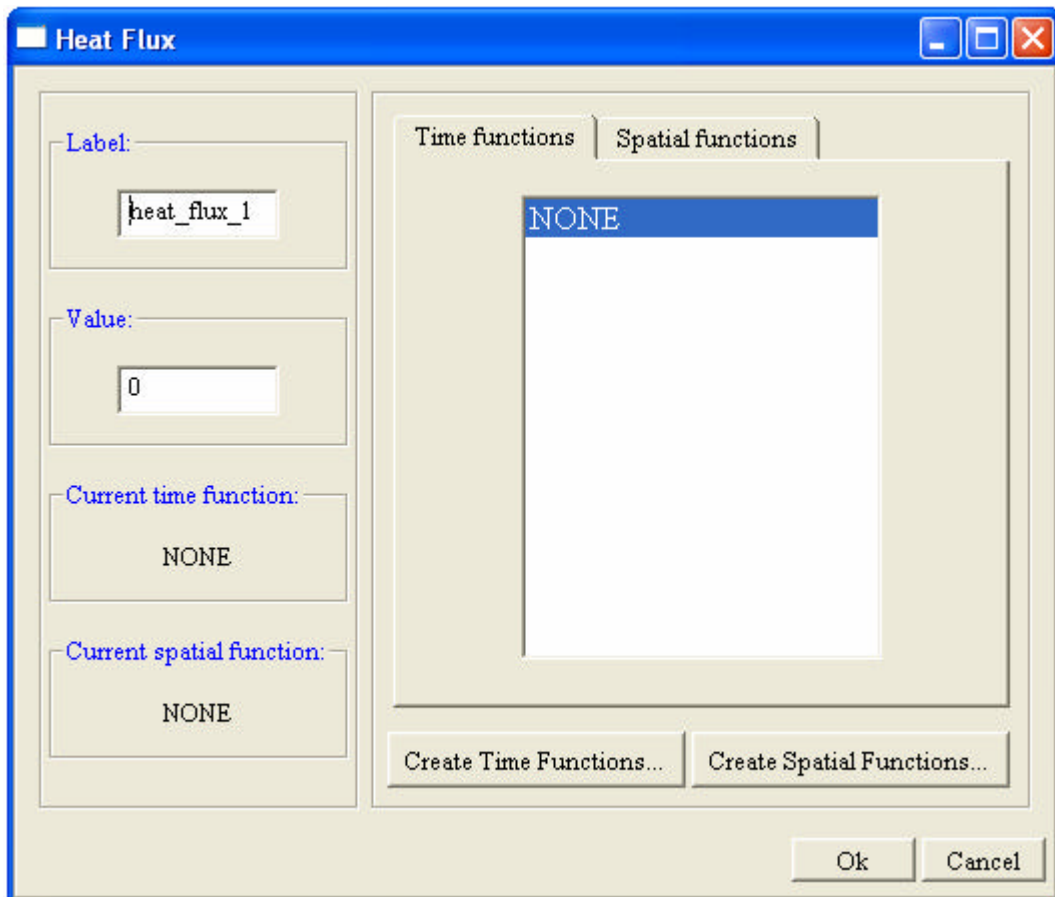 Heat Flux
Label:
heat_flux_1
Value:
0
Current time function:
NONE
Current spatial function:
NONE
Time functions
Spatial functions
NONE
Create Time Functions...
Create Spatial Functions...
Ok
Cancel